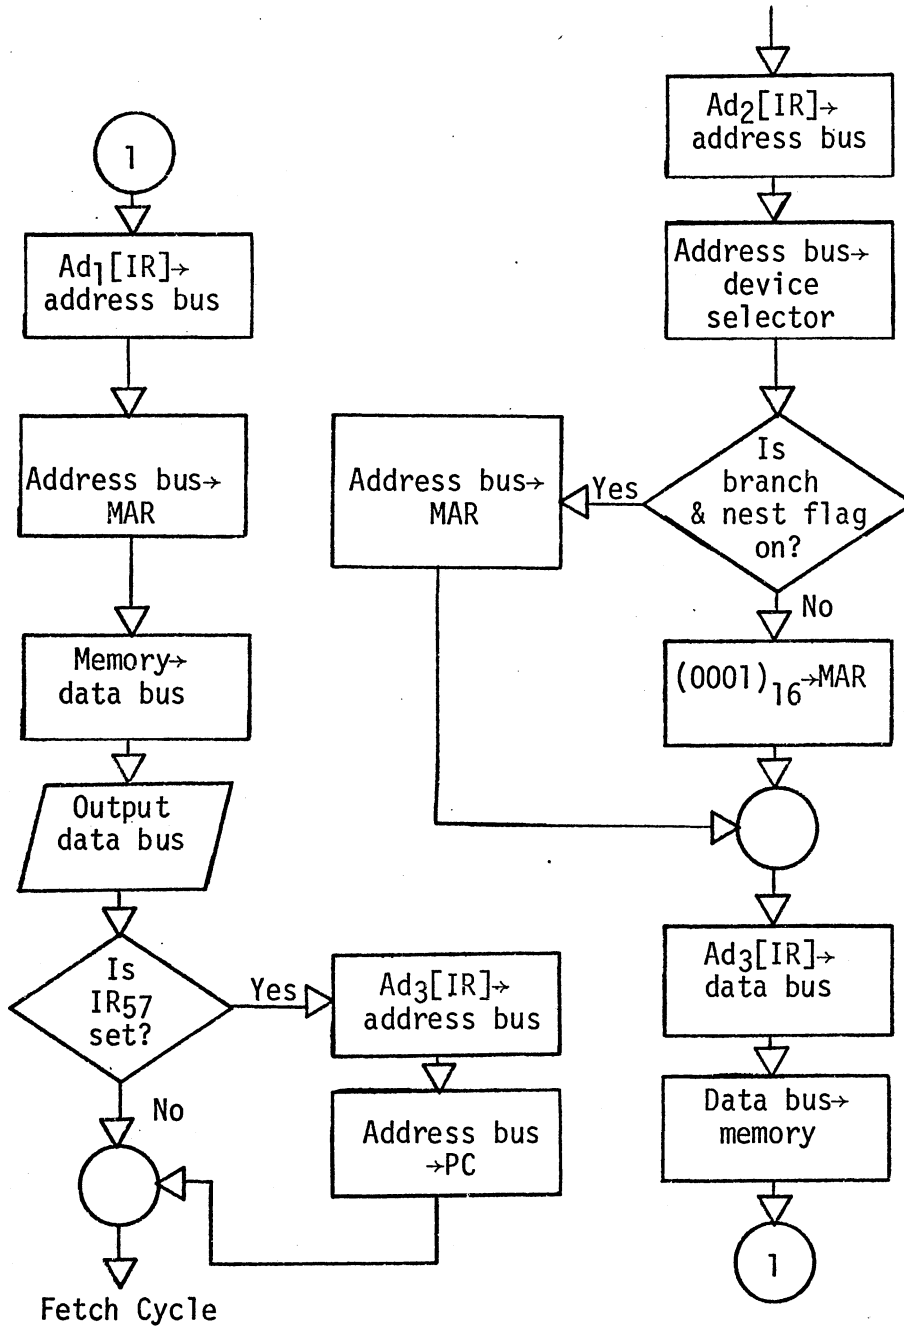 Ad2[IR]→
address bus
Address bus→
device
selector
Is
branch
& nest flag
on?
Yes
Address bus→
MAR
No
(0001)16→MAR
Ad3[IR]→
data bus
Data bus→
memory
1
1
Ad1[IR]→
address bus
Address bus→
MAR
Memory→
data bus
Output
data bus
Is
IR57
set?
Yes
Ad3[IR]→
address bus
Address bus
→PC
No
Fetch Cycle